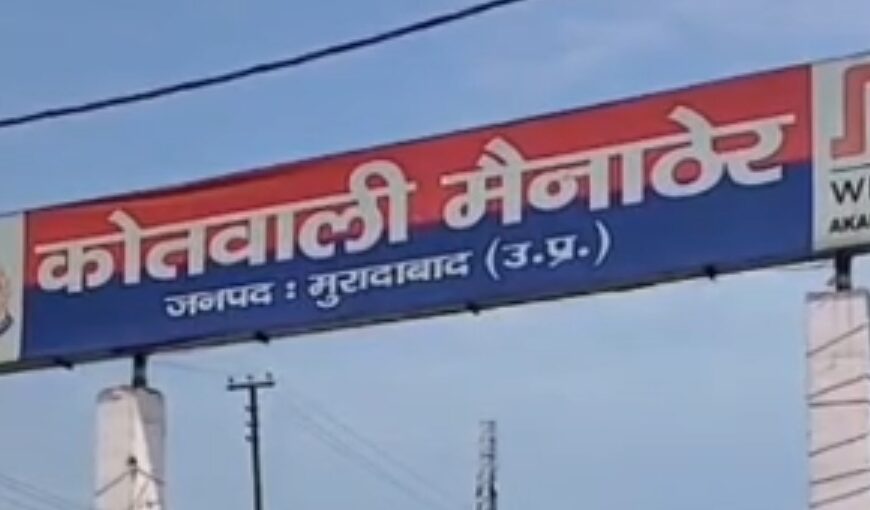 कोतवाली मैनाठेर
जनपद : मुरादाबाद (उ.प्र.)